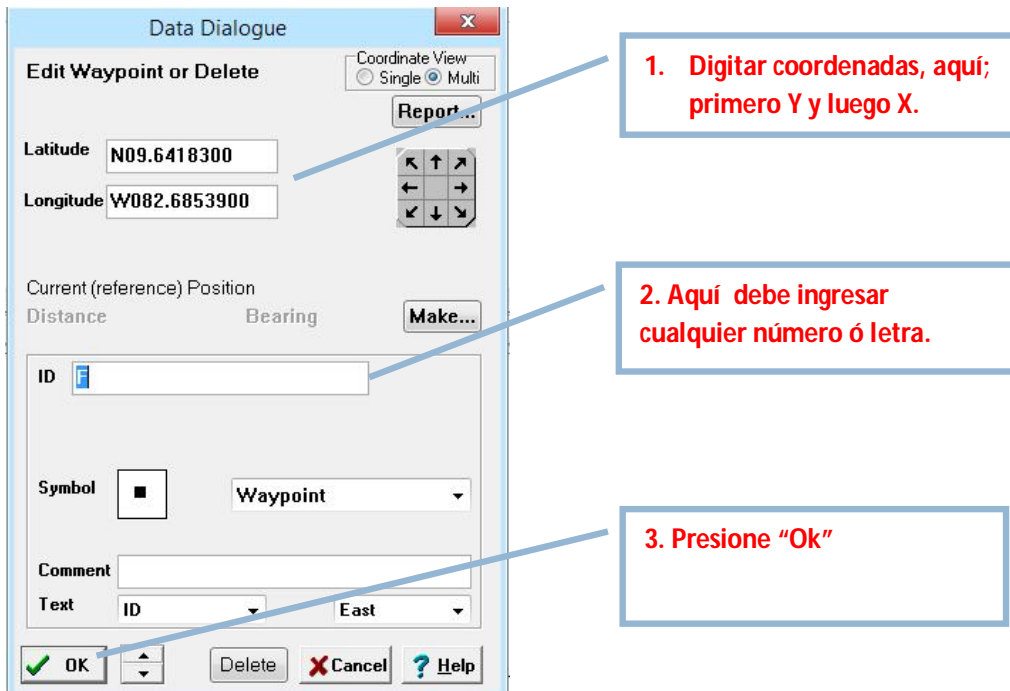 Data Dialogue
x
Edit Waypoint or Delete
Coordinate View
Single Multi
Report...
Latitude N09.6418300
Longitude W082.6853900
Current (reference) Position
Distance Bearing Make...
ID F
Symbol Waypoint
Comment
Text ID East
OK Delete Cancel Help
1. Digitar coordenadas, aquí;
primero Y y luego X.
2. Aquí debe ingresar
cualquier número ó letra.
3. Presione “Ok”